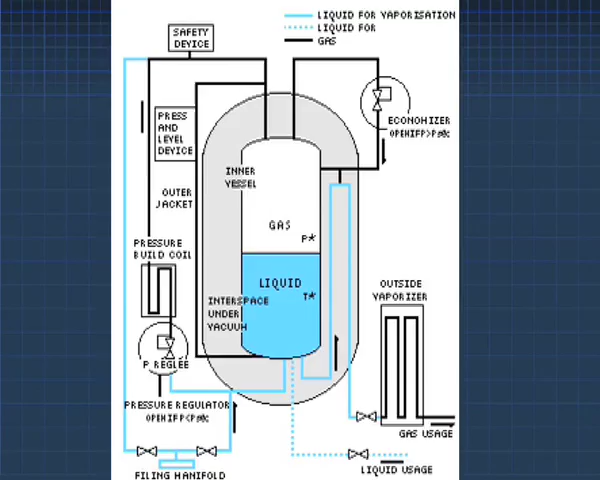 LIQUID FOR VAPORISATION
LIQUID FOR
GAS
SAFETY
DEVICE
PRESS
AND
LEVEL
DEVICE
ECONOMIZER
INNER
VESSEL
OUTER
JACKET
GAS
P*
PRESSURE
BUILD COIL
LIQUID
T*
OUTSIDE
VAPORIZER
INTERSPACE
UNDER
VACUUM
P REGLEE
PRESSURE REGULATOR
GAS USAGE
FILING MANIFOLD
LIQUID USAGE